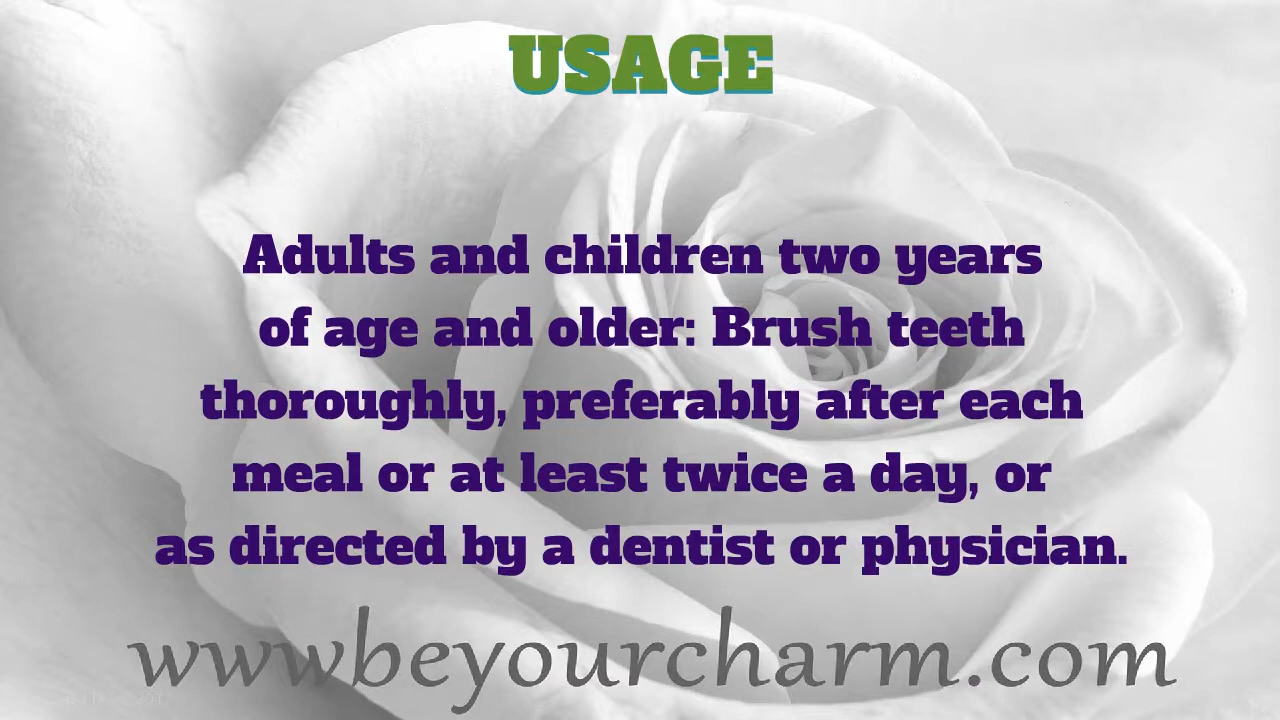 USAGE
Adults and children two years
of age and older: Brush teeth
thoroughly, preferably after each
meal or at least twice a day, or
as directed by a dentist or physician.
wwwbeyourcharm.com